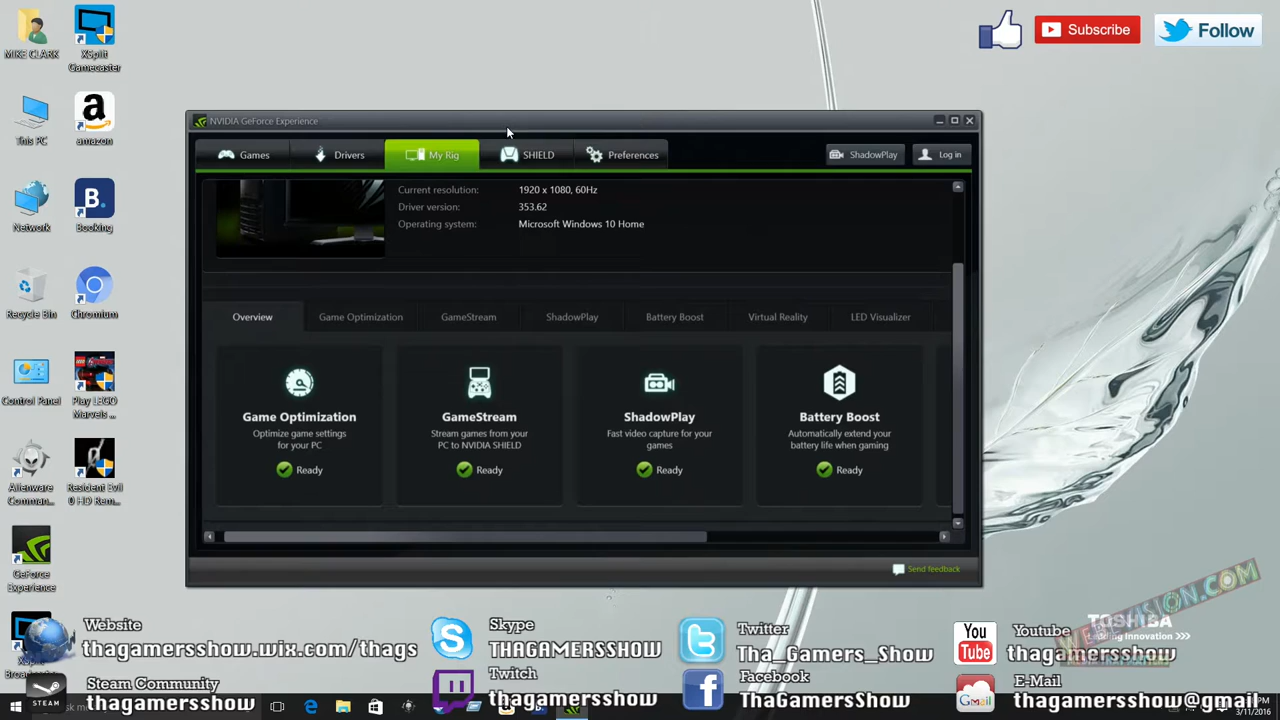 MIKE CLARK
XSplit
Gamecaster
This PC
amazon
Network
Booking
Recycle Bin
Chromium
Control Panel
Play LEGO
Marvels ...
Alienware
Comman...
Resident Evil
0 HD Rem...
GeForce
Experience
Subscribe
Follow
NVIDIA GeForce Experience
Games
Drivers
My Rig
SHIELD
Preferences
ShadowPlay
Log in
Current resolution: 1920 x 1080, 60Hz
Driver version: 353.62
Operating system: Microsoft Windows 10 Home
Overview
Game Optimization
GameStream
ShadowPlay
Battery Boost
Virtual Reality
LED Visualizer
Game Optimization
Optimize game settings
for your PC
Ready
GameStream
Stream games from your
PC to NVIDIA SHIELD
Ready
ShadowPlay
Fast video capture for your
games
Ready
Battery Boost
Automatically extend your
battery life when gaming
Ready
Send feedback
TOSHIBA
Leading Innovation >>>
Website
thagamersshow.wix.com/thags
Skype
THAGAMERSSHOW
Twitter
Tha_Gamers_Show
You
Tube
Youtube
thagamersshow
STEAM
Steam Community
THAGAMERSSHOW
Twitch
thagamersshow
Facebook
ThaGamersShow
Gmail
E-Mail
thagamersshow@gmail
3/11/2016